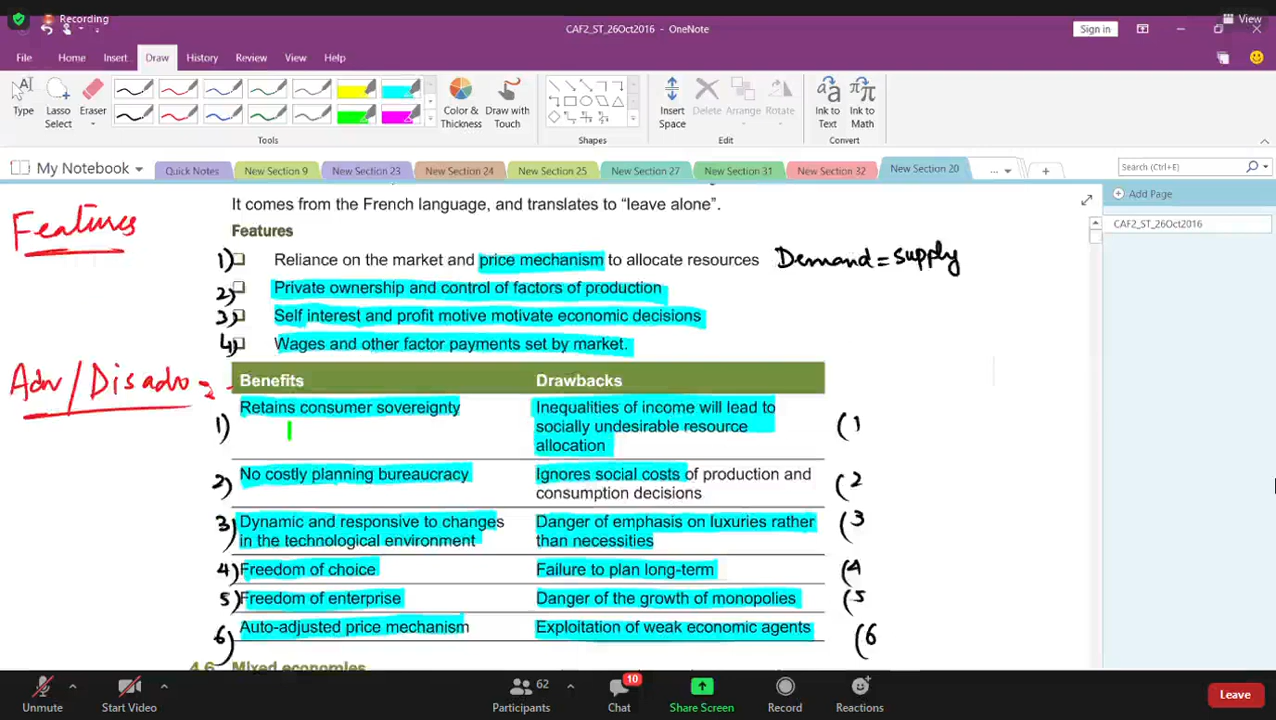 Recording
CAF2_ST_26Oct2016 - OneNote
Sign in
View
File Home Insert Draw History Review View Help
Type
Lasso Select
Eraser
Color & Thickness
Draw with Touch
Insert Space
Delete
Arrange
Rotate
Ink to Text
Ink to Math
Tools
Shapes
Edit
Convert
My Notebook
Quick Notes
New Section 9
New Section 23
New Section 24
New Section 25
New Section 27
New Section 31
New Section 32
New Section 20
...
Search (Ctrl+E)
Add Page
CAF2_ST_26Oct2016
It comes from the French language, and translates to “leave alone”.
Features
Features
1) Reliance on the market and price mechanism to allocate resources Demand = supply
2) Private ownership and control of factors of production
3) Self interest and profit motive motivate economic decisions
4) Wages and other factor payments set by market.
Adv/Disadv
Benefits Drawbacks
1) Retains consumer sovereignty
Inequalities of income will lead to
socially undesirable resource
allocation
(1
2) No costly planning bureaucracy
Ignores social costs of production and
consumption decisions
(2
3) Dynamic and responsive to changes
in the technological environment
Danger of emphasis on luxuries rather
than necessities
(3
4) Freedom of choice Failure to plan long-term (4
5) Freedom of enterprise Danger of the growth of monopolies (5
6) Auto-adjusted price mechanism Exploitation of weak economic agents (6
4.6 Mixed economies
Unmute
Start Video
62
Participants
10
Chat
Share Screen
Record
Reactions
Leave